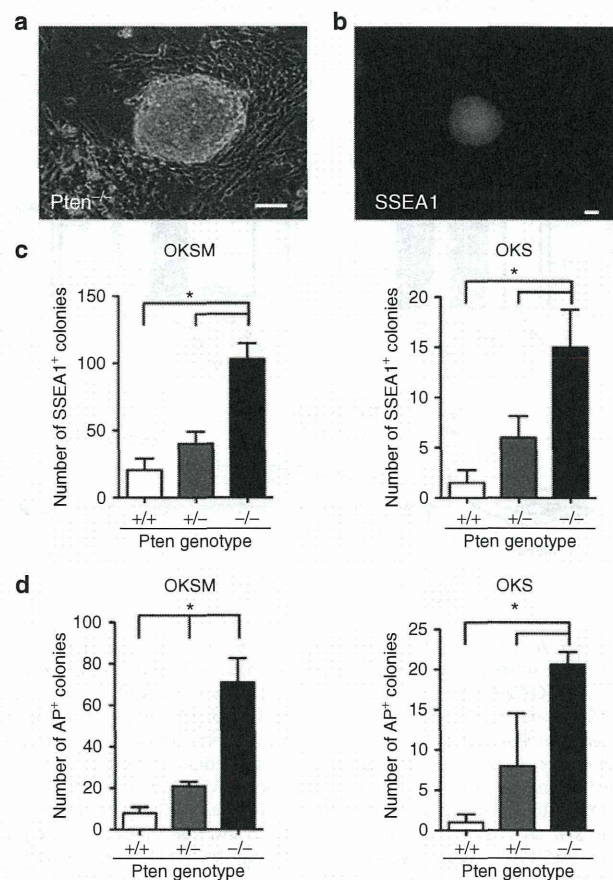 a
b
Pten-/-
SSEA1
c
OKSM
OKS
Number of SSEA1+ colonies
150
100
50
0
*
+/+ +/- -/-
Pten genotype
Number of SSEA1+ colonies
20
15
10
5
0
*
+/+ +/- -/-
Pten genotype
d
OKSM
OKS
Number of AP+ colonies
100
80
60
40
20
0
*
+/+ +/- -/-
Pten genotype
Number of AP+ colonies
25
20
15
10
5
0
*
+/+ +/- -/-
Pten genotype